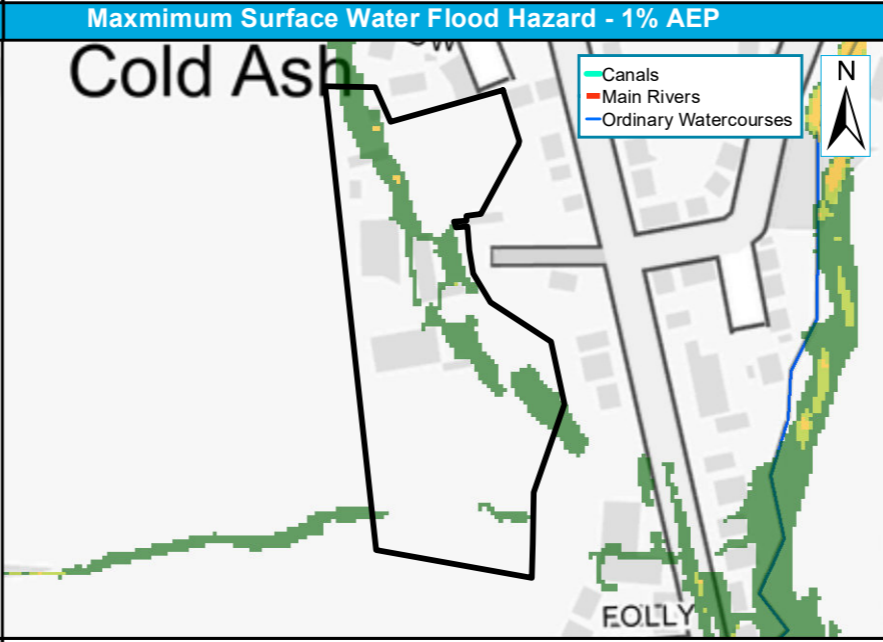 Maxmimum Surface Water Flood Hazard - 1% AEP
Cold Ash
Canals
Main Rivers
Ordinary Watercourses
N
FOLLY